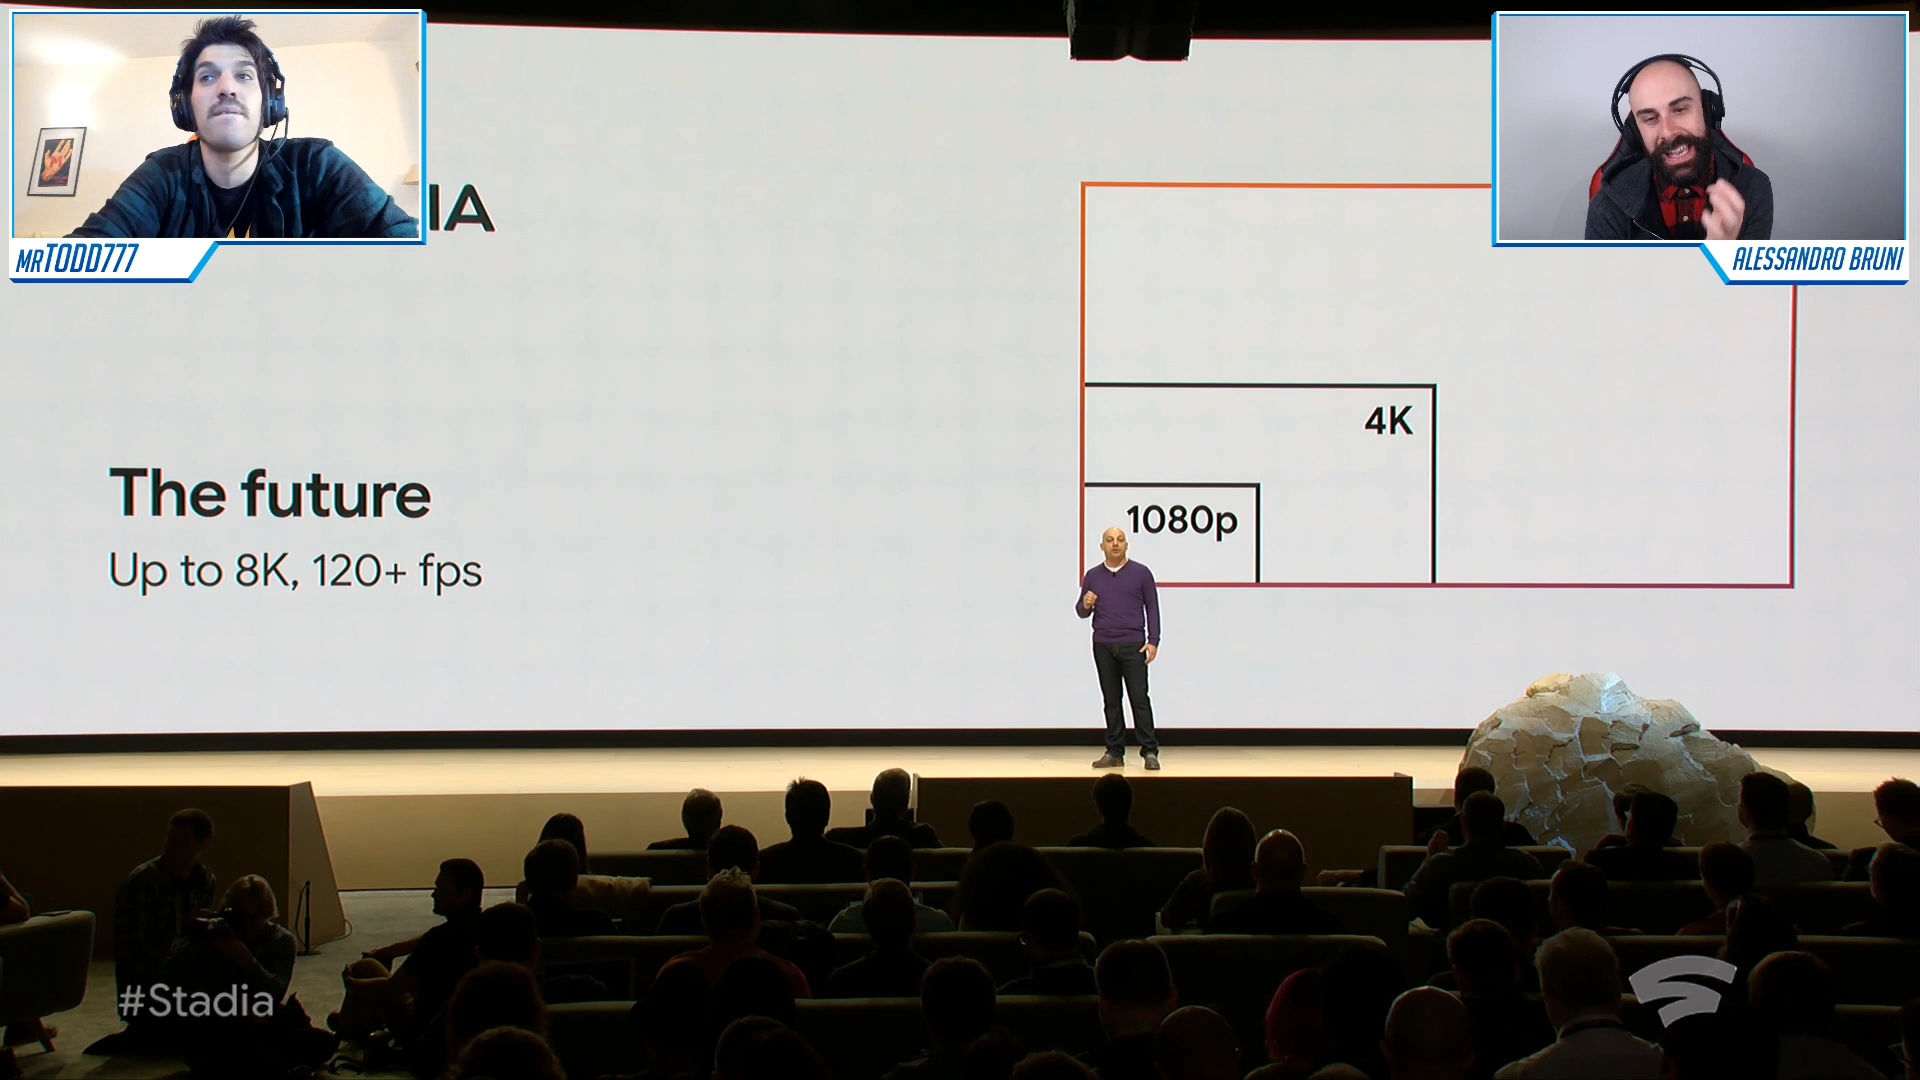 MRTODD777
ALESSANDRO BRUNI
IA
4K
1080p
The future
Up to 8K, 120+ fps
#Stadia